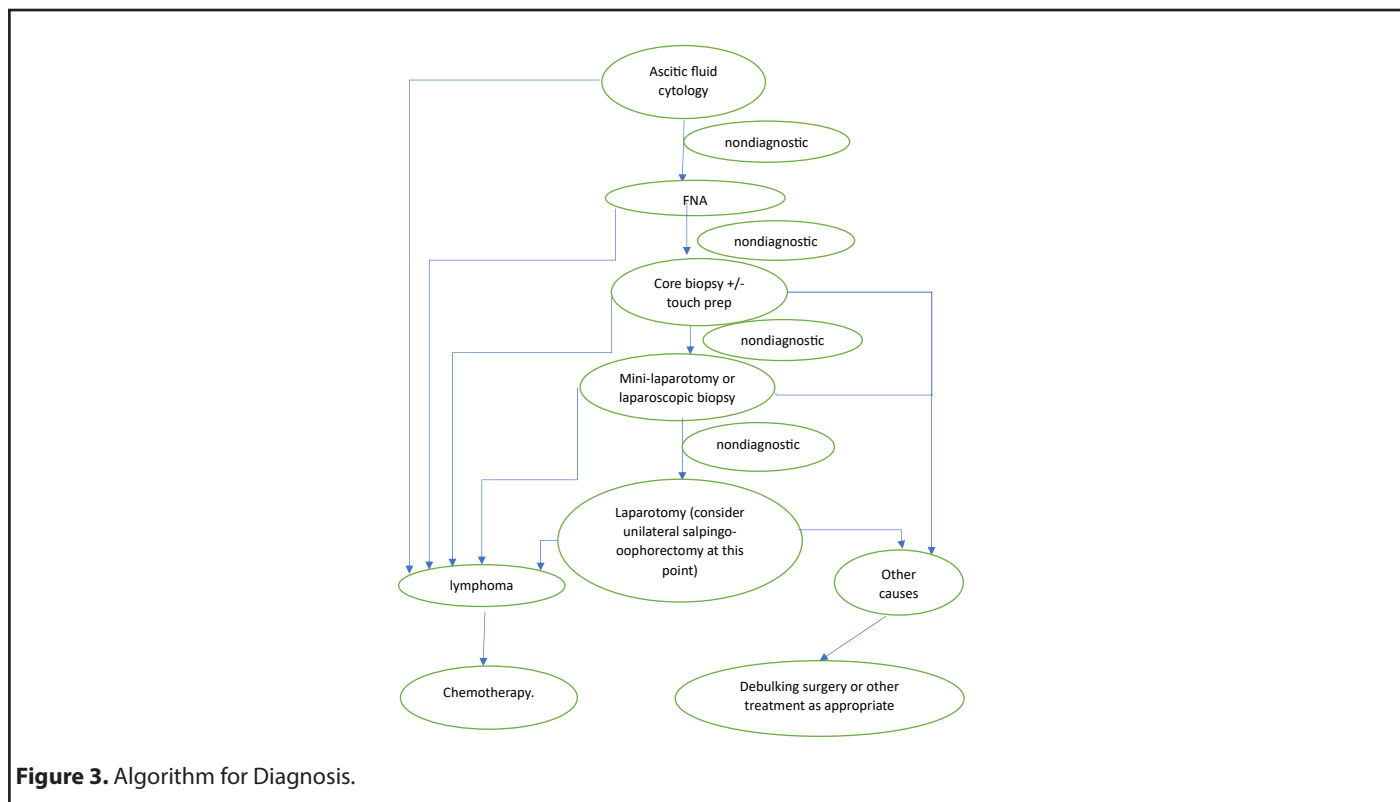 Ascitic fluid
cytology
nondiagnostic
FNA
nondiagnostic
Core biopsy +/-
touch prep
nondiagnostic
Mini-laparotomy or
laparoscopic biopsy
nondiagnostic
Laparotomy (consider
unilateral salpingo-
oophorectomy at this
point)
lymphoma
Other
causes
Chemotherapy.
Debulking surgery or other
treatment as appropriate
Figure 3. Algorithm for Diagnosis.